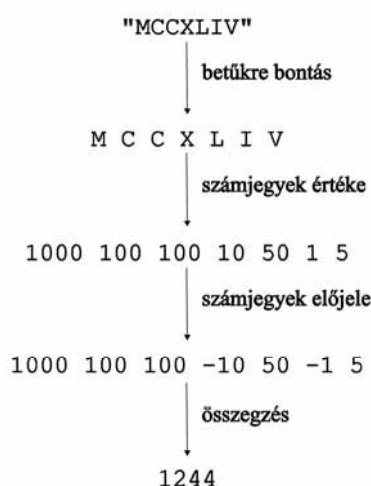 "MCCXLIV"
betűkre bontás
M C C X L I V
számjegyek értéke
1000 100 100 10 50 1 5
számjegyek előjele
1000 100 100 -10 50 -1 5
összegzés
1244